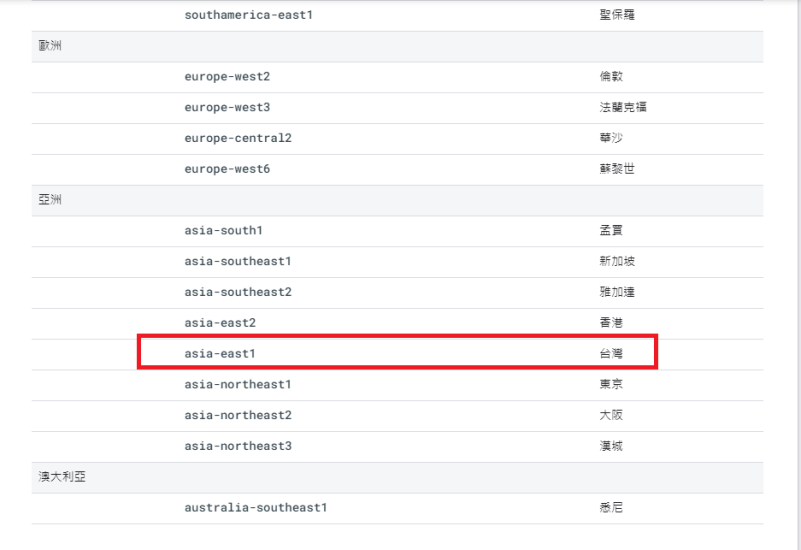 southamerica-east1 聖保羅
歐洲
europe-west2 倫敦
europe-west3 法蘭克福
europe-central2 華沙
europe-west6 蘇黎世
亞洲
asia-south1 孟買
asia-southeast1 新加坡
asia-southeast2 雅加達
asia-east2 香港
asia-east1 台灣
asia-northeast1 東京
asia-northeast2 大阪
asia-northeast3 漢城
澳大利亞
australia-southeast1 悉尼